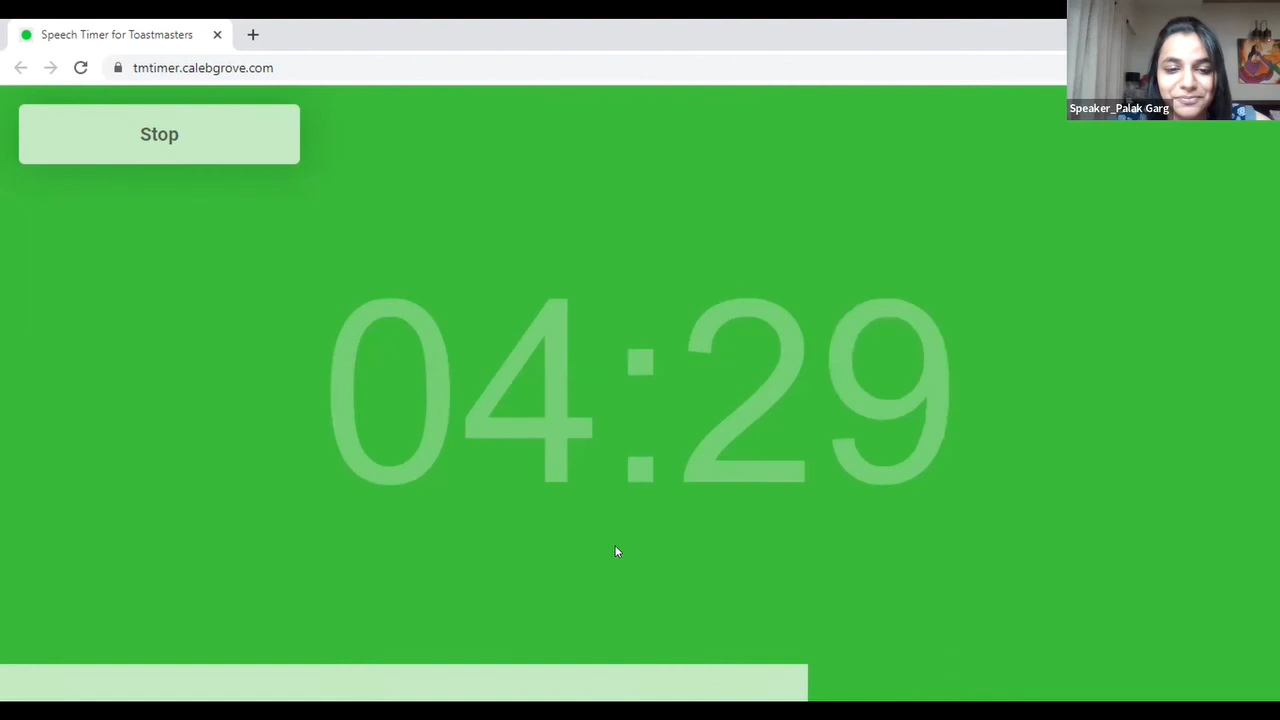 Speech Timer for Toastmasters
tmtimer.calebgrove.com
Speaker_Palak Garg
Stop
04:29